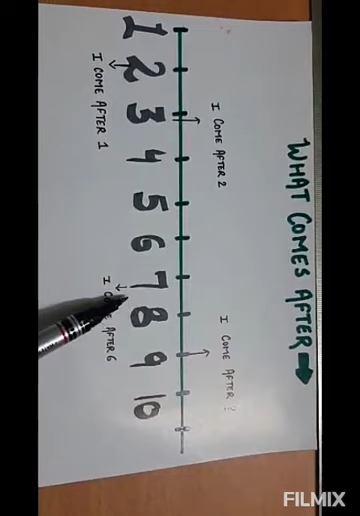 WHAT COMES AFTER
I COME AFTER 2
I COME AFTER ?
1 2 3 4 5 6 7 8 9 10
I COME AFTER 1
I COME AFTER 6
FILMIX